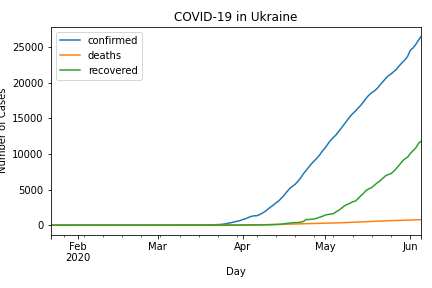 COVID-19 in Ukraine
confirmed
deaths
recovered
Number of Cases
25000
20000
15000
10000
5000
0
Feb
2020
Mar
Apr
May
Jun
Day